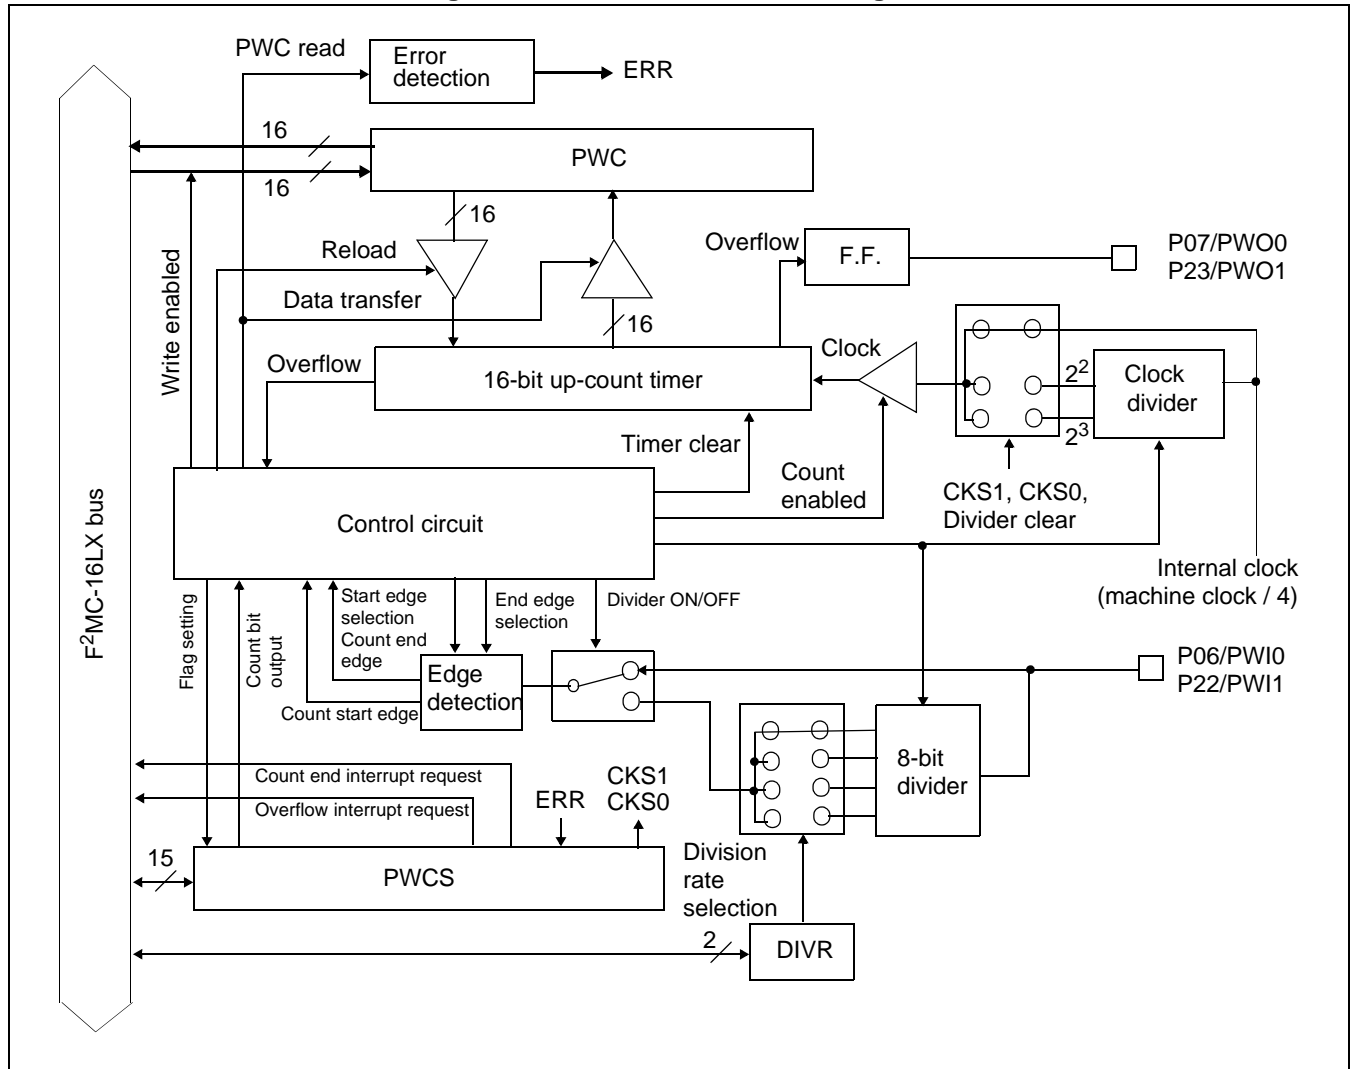 PWC read
Error
detection
ERR
16
16
PWC
16
Reload
Overflow
F.F.
P07/PWO0
P23/PWO1
Write enabled
Data transfer
16
Overflow
16-bit up-count timer
Clock
2²
2³
Clock
divider
Timer clear
Count
enabled
CKS1, CKS0,
Divider clear
F²MC-16LX bus
Control circuit
Internal clock
(machine clock / 4)
Flag setting
Count bit
output
Start edge
selection
Count end
edge
End edge
selection
Divider ON/OFF
Edge
detection
Count start edge
P06/PWI0
P22/PWI1
8-bit
divider
Count end interrupt request
Overflow interrupt request
ERR
CKS1
CKS0
15
PWCS
Division
rate
selection
2
DIVR